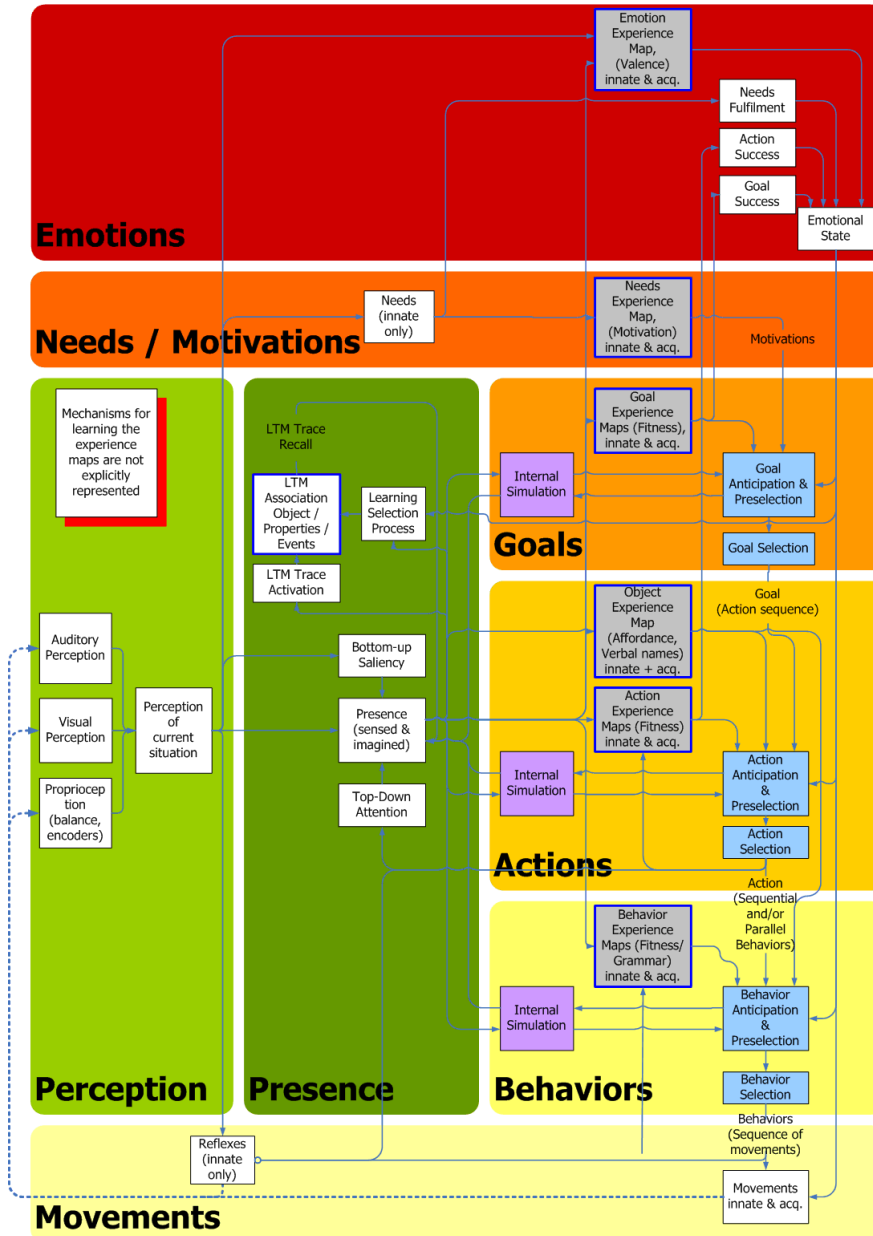 Emotion
Experience
Map,
(Valence)
innate & acq.
Needs
Fulfilment
Action
Success
Goal
Success
Emotional
State
Emotions
Needs
(innate
only)
Needs
Experience
Map,
(Motivation)
innate & acq.
Motivations
Needs / Motivations
Mechanisms for
learning the
experience
maps are not
explicitly
represented
LTM Trace
Recall
LTM
Association
Object /
Properties /
Events
Learning
Selection
Process
LTM Trace
Activation
Goal
Experience
Maps (Fitness),
innate & acq.
Internal
Simulation
Goal
Anticipation &
Preselection
Goal Selection
Goals
Goal
(Action sequence)
Auditory
Perception
Visual
Perception
Propriocep
tion
(balance,
encoders)
Perception
of
current
situation
Bottom-up
Saliency
Presence
(sensed &
imagined)
Top-Down
Attention
Object
Experience
Map
(Affordance,
Verbal names)
innate + acq.
Action
Experience
Maps (Fitness)
innate & acq.
Internal
Simulation
Action
Anticipation
&
Preselection
Action
Selection
Actions
Action
(Sequential
and/or
Parallel
Behaviors)
Behavior
Experience
Maps (Fitness/
Grammar)
innate & acq.
Internal
Simulation
Behavior
Anticipation
&
Preselection
Behavior
Selection
Perception
Presence
Behaviors
Behaviors
(Sequence of
movements)
Reflexes
(innate
only)
Movements
innate & acq.
Movements